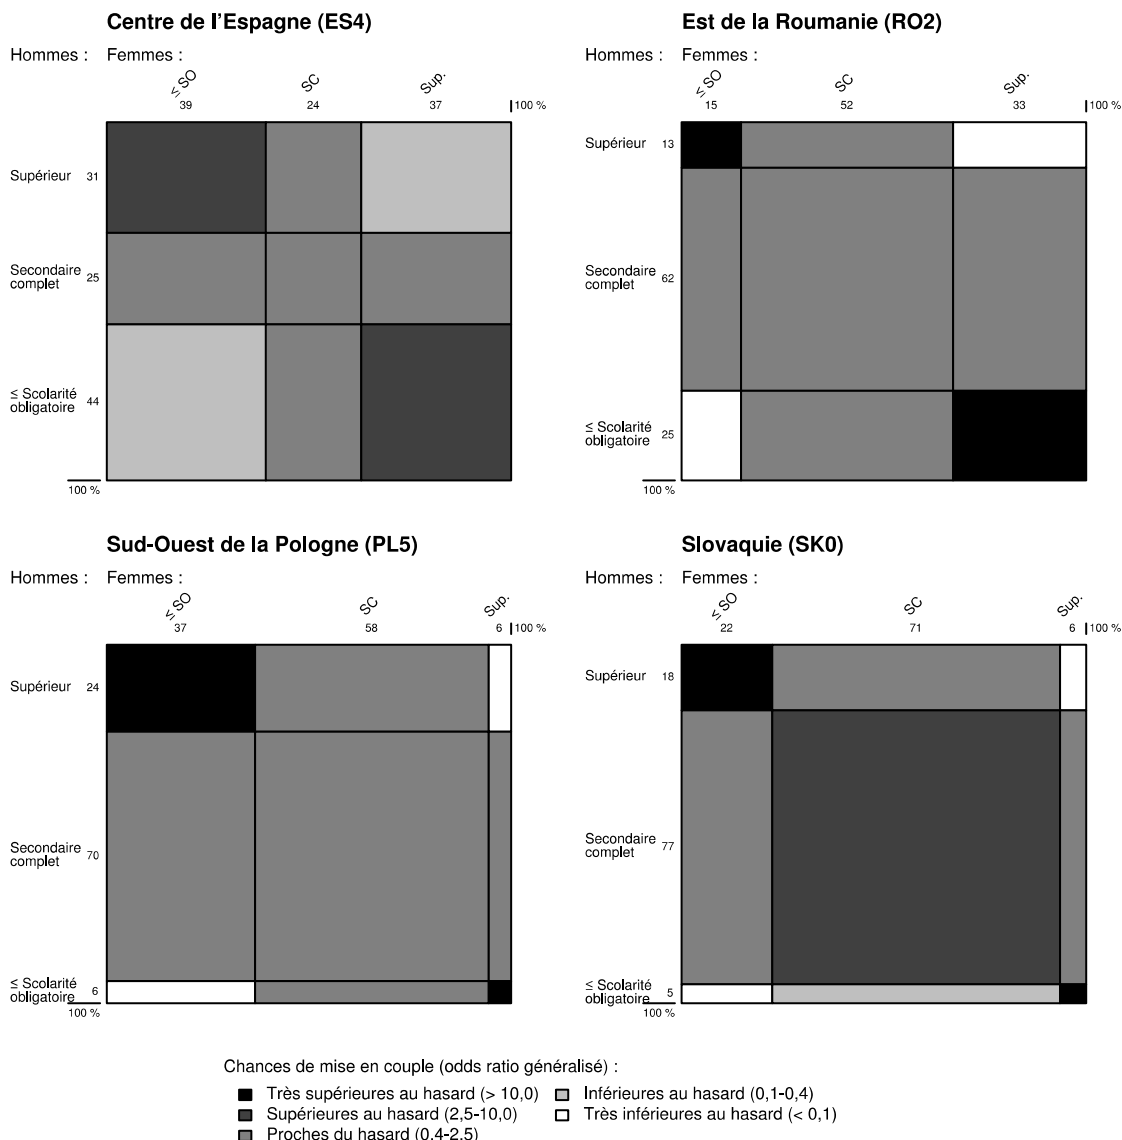 Centre de l'Espagne (ES4)
Hommes : Femmes :
≤ SO SC Sup.
39 24 37 100 %
Supérieur 31
Secondaire
complet 25
≤ Scolarité
obligatoire 44
100 %
Est de la Roumanie (RO2)
Hommes : Femmes :
≤ SO SC Sup.
15 52 33 100 %
Supérieur 13
Secondaire
complet 62
≤ Scolarité
obligatoire 25
100 %
Sud-Ouest de la Pologne (PL5)
Hommes : Femmes :
≤ SO SC Sup.
37 58 6 100 %
Supérieur 24
Secondaire
complet 70
≤ Scolarité
obligatoire 6
100 %
Slovaquie (SK0)
Hommes : Femmes :
≤ SO SC Sup.
22 71 6 100 %
Supérieur 18
Secondaire
complet 77
≤ Scolarité
obligatoire 5
100 %
Chances de mise en couple (odds ratio généralisé) :
Très supérieures au hasard (> 10,0)
Supérieures au hasard (2,5-10,0)
Proches du hasard (0,4-2,5)
Inférieures au hasard (0,1-0,4)
Très inférieures au hasard (< 0,1)